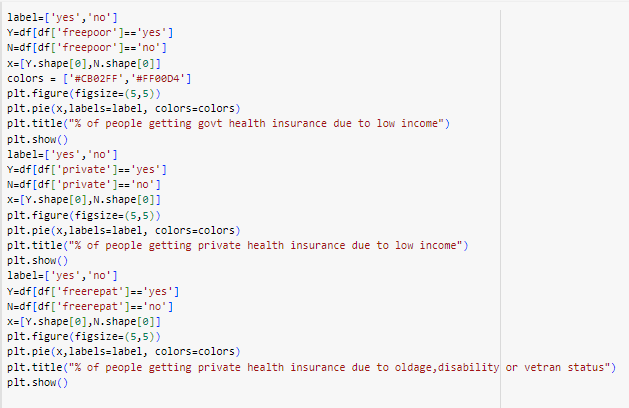 label=['yes','no']
Y=df[df['freepoor']=='yes']
N=df[df['freepoor']=='no']
x=[Y.shape[0],N.shape[0]]
colors = ['#CB02FF','#FF00D4']
plt.figure(figsize=(5,5))
plt.pie(x,labels=label, colors=colors)
plt.title("% of people getting govt health insurance due to low income")
plt.show()
label=['yes','no']
Y=df[df['private']=='yes']
N=df[df['private']=='no']
x=[Y.shape[0],N.shape[0]]
plt.figure(figsize=(5,5))
plt.pie(x,labels=label, colors=colors)
plt.title("% of people getting private health insurance due to low income")
plt.show()
label=['yes','no']
Y=df[df['freerepat']=='yes']
N=df[df['freerepat']=='no']
x=[Y.shape[0],N.shape[0]]
plt.figure(figsize=(5,5))
plt.pie(x,labels=label, colors=colors)
plt.title("% of people getting private health insurance due to oldage,disability or vetran status")
plt.show()